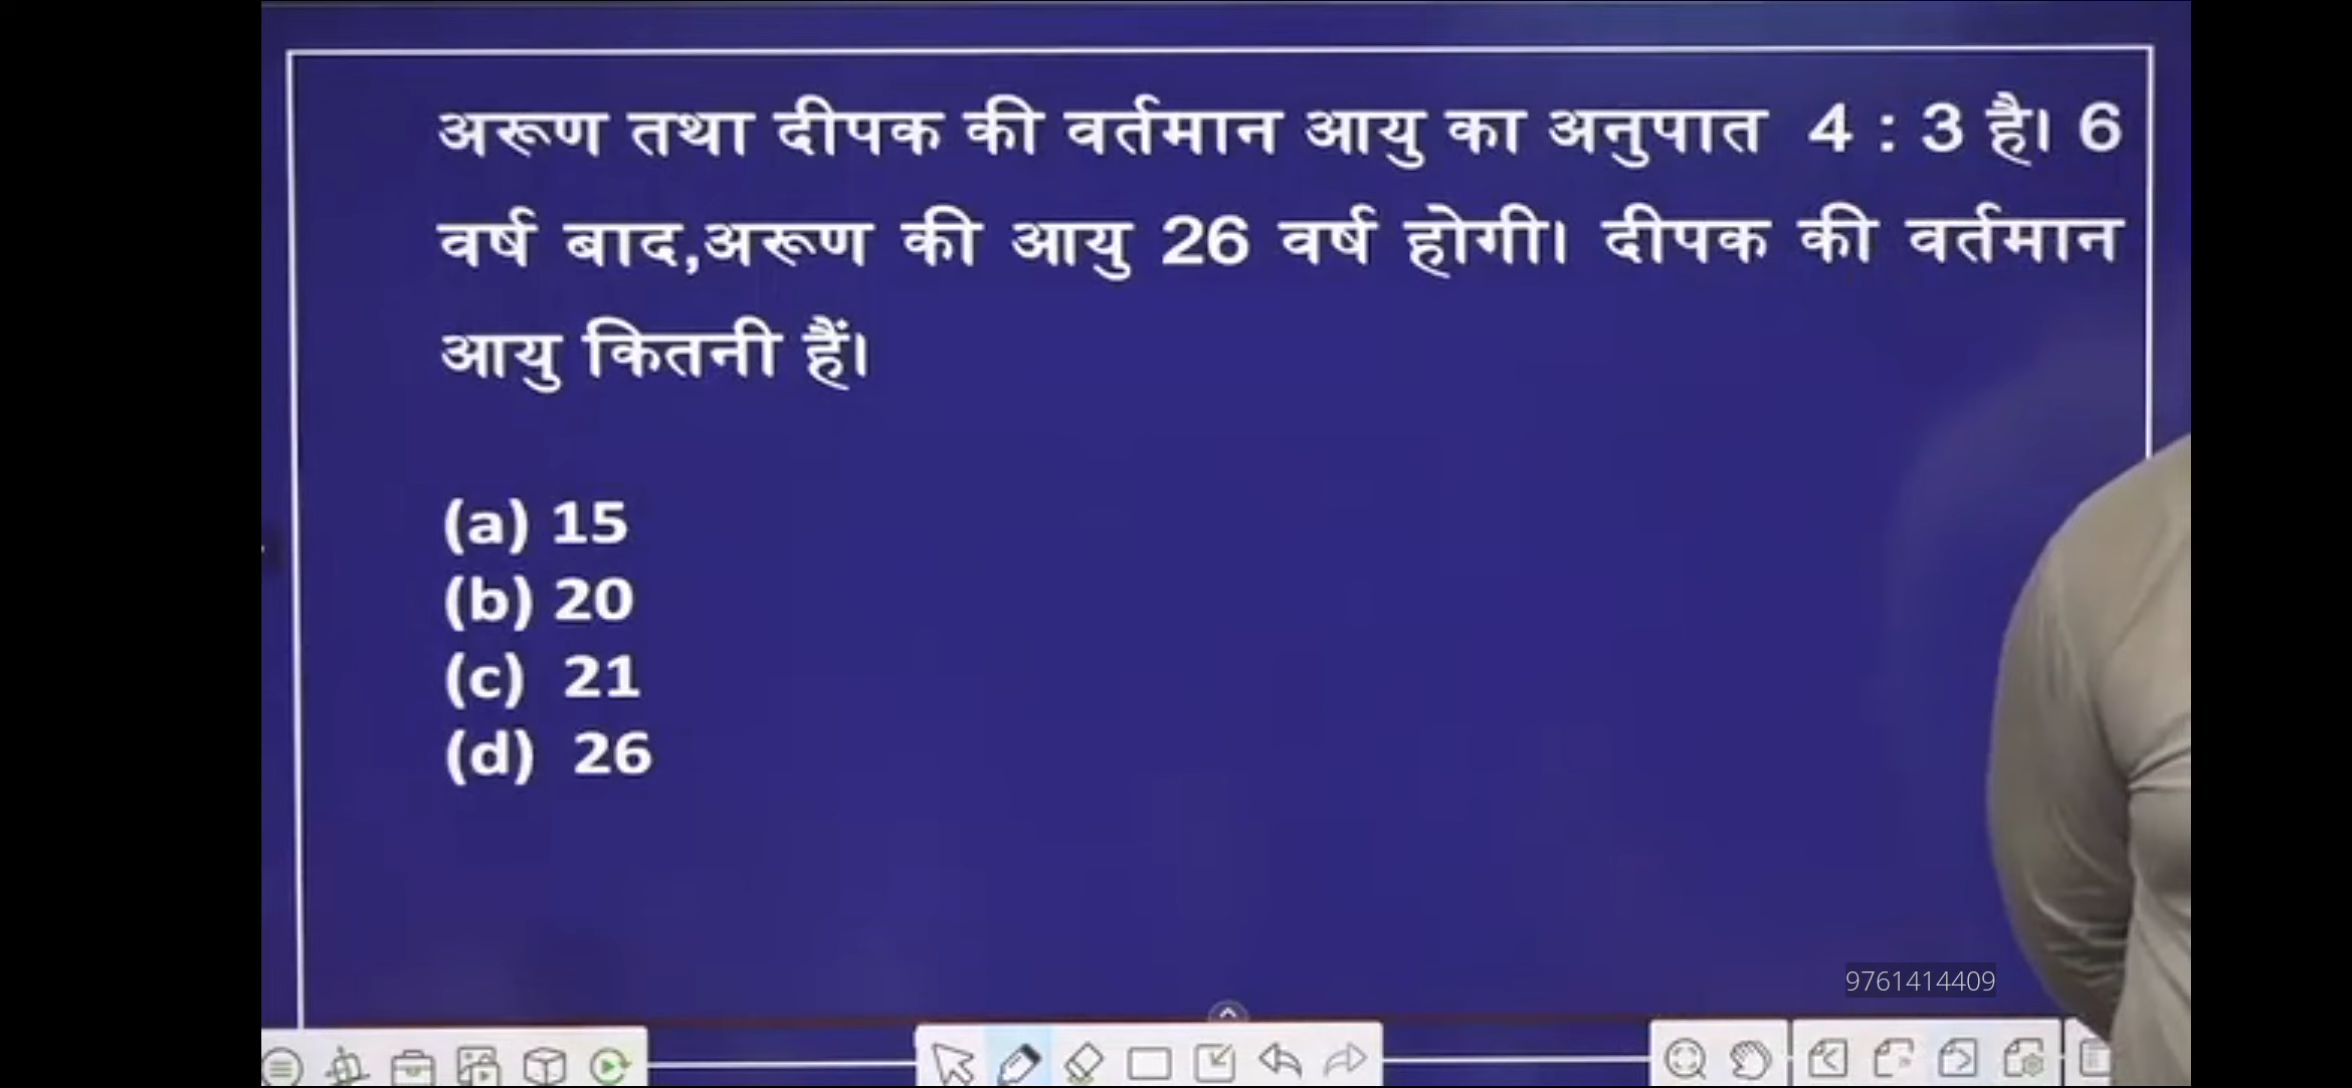 अरूण तथा दीपक की वर्तमान आयु का अनुपात 4 : 3 है। 6
वर्ष बाद,अरूण की आयु 26 वर्ष होगी। दीपक की वर्तमान
आयु कितनी हैं।
(a) 15
(b) 20
(c) 21
(d) 26
9761414409